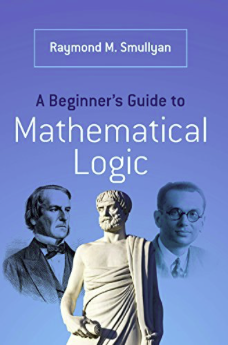 Raymond M. Smullyan
A Beginner's Guide to
Mathematical
Logic